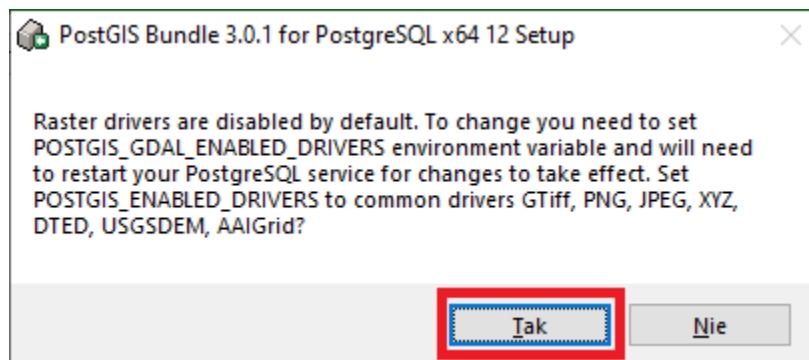 PostGIS Bundle 3.0.1 for PostgreSQL x64 12 Setup
Raster drivers are disabled by default. To change you need to set
POSTGIS_GDAL_ENABLED_DRIVERS environment variable and will need
to restart your PostgreSQL service for changes to take effect. Set
POSTGIS_ENABLED_DRIVERS to common drivers GTiff, PNG, JPEG, XYZ,
DTED, USGSDEM, AAIGrid?
Tak Nie